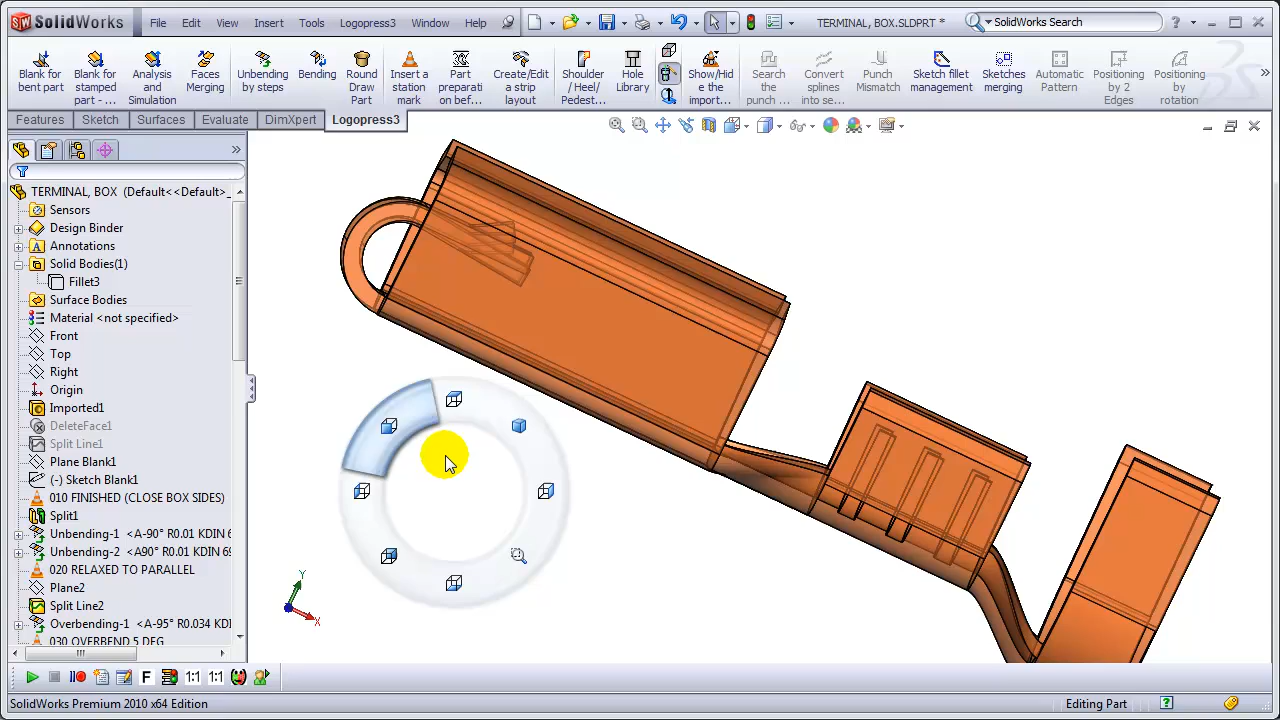 SolidWorks File Edit View Insert Tools Logopress3 Window Help TERMINAL, BOX.SLDPRT * SolidWorks Search
Blank for bent part
Blank for stamped part - ...
Analysis and Simulation
Faces Merging
Unbending by steps
Bending
Round Draw Part
Insert a station mark
Part preparati on bef...
Create/Edit a strip layout
Shoulder / Heel / Pedest...
Hole Library
Show/Hid e the import...
Search the punch ...
Convert splines into se...
Punch Mismatch
Sketch fillet management
Sketches merging
Automatic Pattern
Positioning by 2 Edges
Positioning by rotation
Features Sketch Surfaces Evaluate DimXpert Logopress3
TERMINAL, BOX (Default<<Default>_
Sensors
Design Binder
Annotations
Solid Bodies(1)
Fillet3
Surface Bodies
Material <not specified>
Front
Top
Right
Origin
Imported1
DeleteFace1
Split Line1
Plane Blank1
(-) Sketch Blank1
010 FINISHED (CLOSE BOX SIDES)
Split1
Unbending-1 <A-90° R0.01 KDIN 6
Unbending-2 <A90° R0.01 KDIN 69
020 RELAXED TO PARALLEL
Plane2
Split Line2
Overbending-1 <A-95° R0.034 KDI
030 OVERBEND 5 DEG
Y
X
F 1:1 1:1
SolidWorks Premium 2010 x64 Edition Editing Part